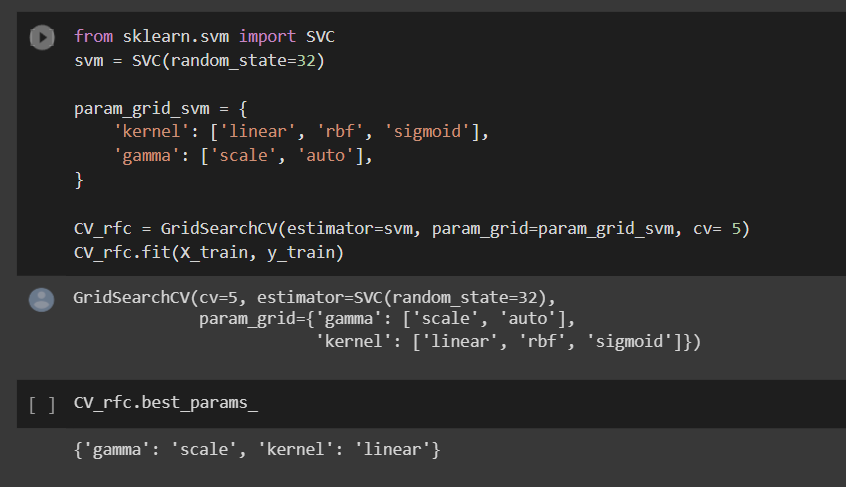 from sklearn.svm import SVC
svm = SVC(random_state=32)
param_grid_svm = {
    'kernel': ['linear', 'rbf', 'sigmoid'],
    'gamma': ['scale', 'auto'],
}
CV_rfc = GridSearchCV(estimator=svm, param_grid=param_grid_svm, cv= 5)
CV_rfc.fit(X_train, y_train)
GridSearchCV(cv=5, estimator=SVC(random_state=32),
             param_grid={'gamma': ['scale', 'auto'],
                         'kernel': ['linear', 'rbf', 'sigmoid']})
[ ] CV_rfc.best_params_
{'gamma': 'scale', 'kernel': 'linear'}